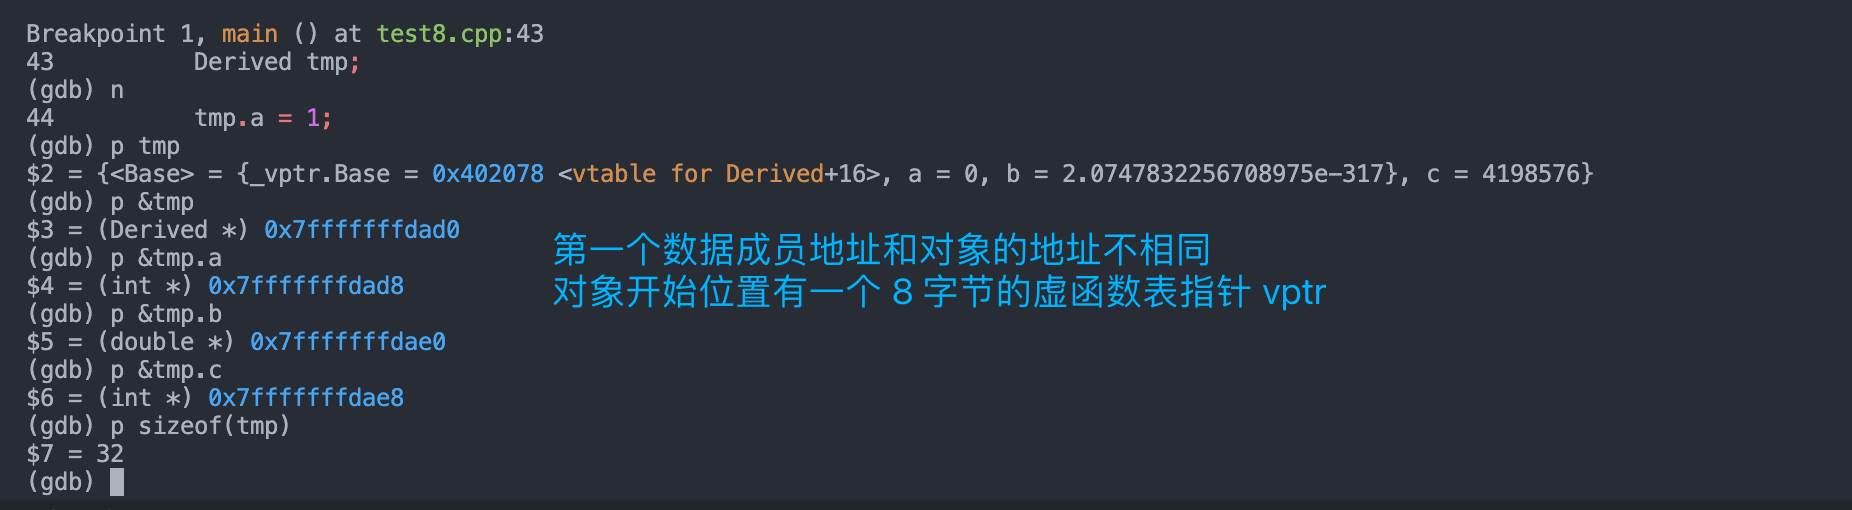 Breakpoint 1, main () at test8.cpp:43
43          Derived tmp;
(gdb) n
44          tmp.a = 1;
(gdb) p tmp
$2 = {<Base> = {_vptr.Base = 0x402078 <vtable for Derived+16>, a = 0, b = 2.0747832256708975e-317}, c = 4198576}
(gdb) p &tmp
$3 = (Derived *) 0x7fffffffdad0
(gdb) p &tmp.a
$4 = (int *) 0x7fffffffdad8
(gdb) p &tmp.b
$5 = (double *) 0x7fffffffdae0
(gdb) p &tmp.c
$6 = (int *) 0x7fffffffdae8
(gdb) p sizeof(tmp)
$7 = 32
(gdb)
第一个数据成员地址和对象的地址不相同
对象开始位置有一个 8 字节的虚函数表指针 vptr